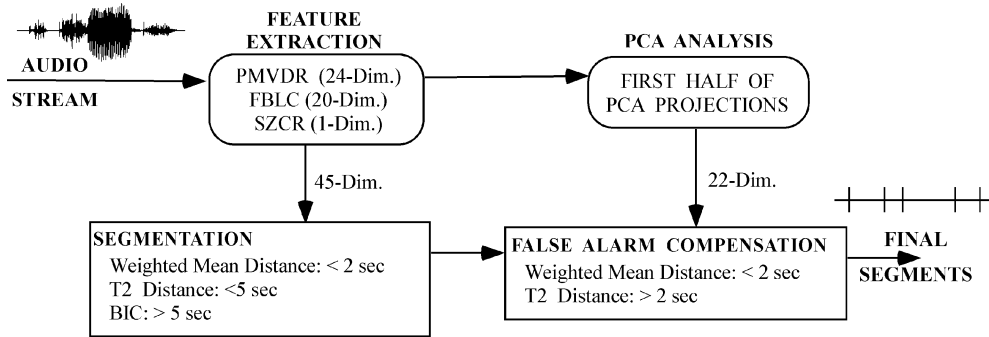 AUDIO
STREAM
FEATURE
EXTRACTION
PMVDR (24-Dim.)
FBLC (20-Dim.)
SZCR (1-Dim.)
PCA ANALYSIS
FIRST HALF OF
PCA PROJECTIONS
45-Dim.
22-Dim.
SEGMENTATION
Weighted Mean Distance: < 2 sec
T2 Distance: <5 sec
BIC: > 5 sec
FALSE ALARM COMPENSATION
Weighted Mean Distance: < 2 sec
T2 Distance: > 2 sec
FINAL
SEGMENTS